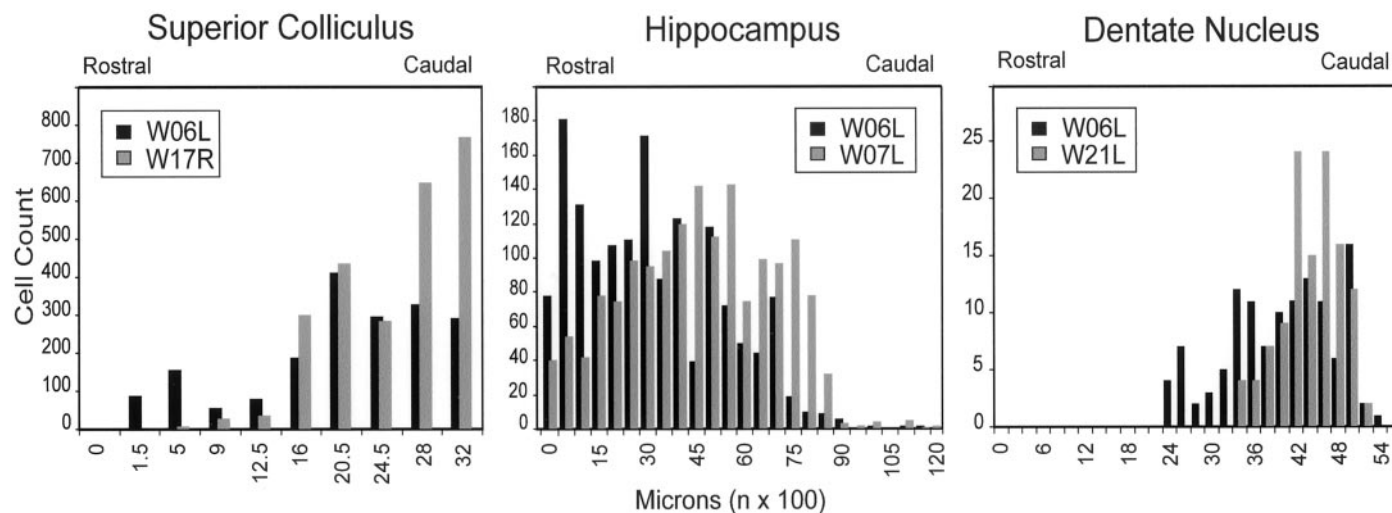 Superior Colliculus
Rostral Caudal
W06L
W17R
Cell Count
800
700
600
500
400
300
200
100
0
0 1.5 5 9 12.5 16 20.5 24.5 28 32
Hippocampus
Rostral Caudal
W06L
W07L
180
160
140
120
100
80
60
40
20
0
0 15 30 45 60 75 90 105 120
Microns (n x 100)
Dentate Nucleus
Rostral Caudal
W06L
W21L
25
20
15
10
5
0
0 6 12 18 24 30 36 42 48 54